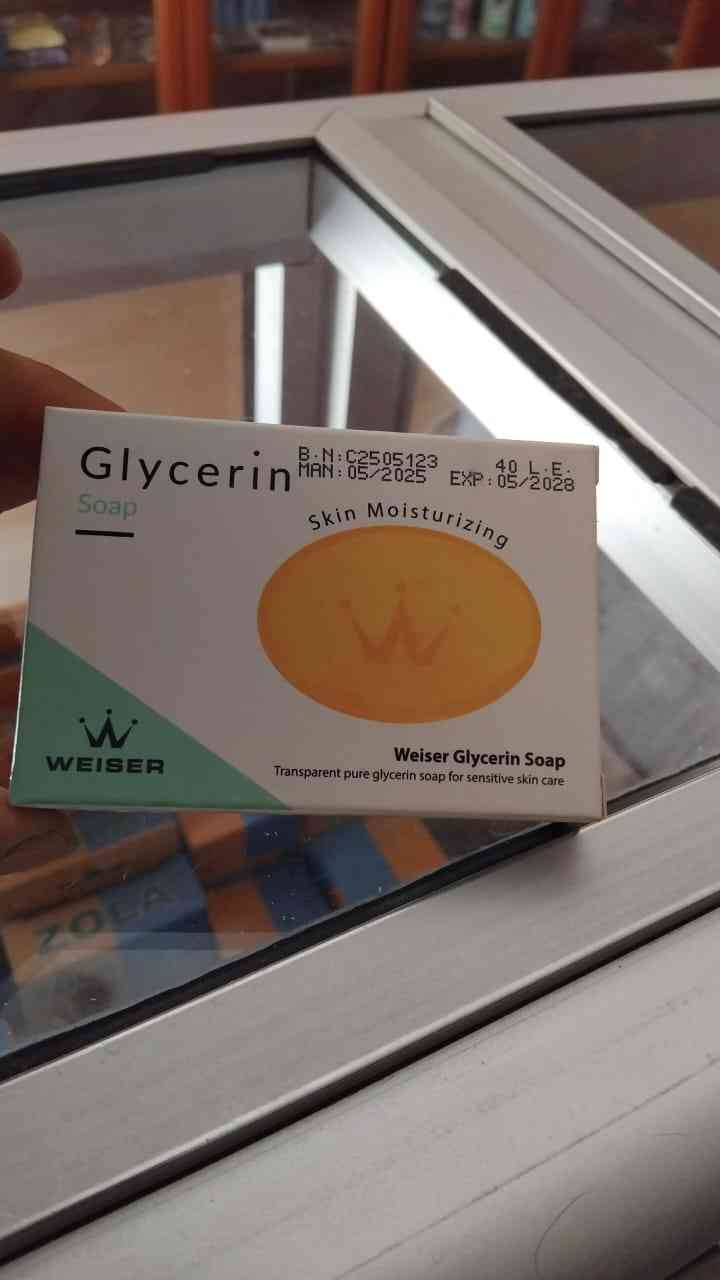 Glycerin
Soap
B.N:C2505123 40 L.E.
MAN:05/2025 EXP:05/2028
Skin Moisturizing
WEISER
Weiser Glycerin Soap
Transparent pure glycerin soap for sensitive skin care
ZOLA